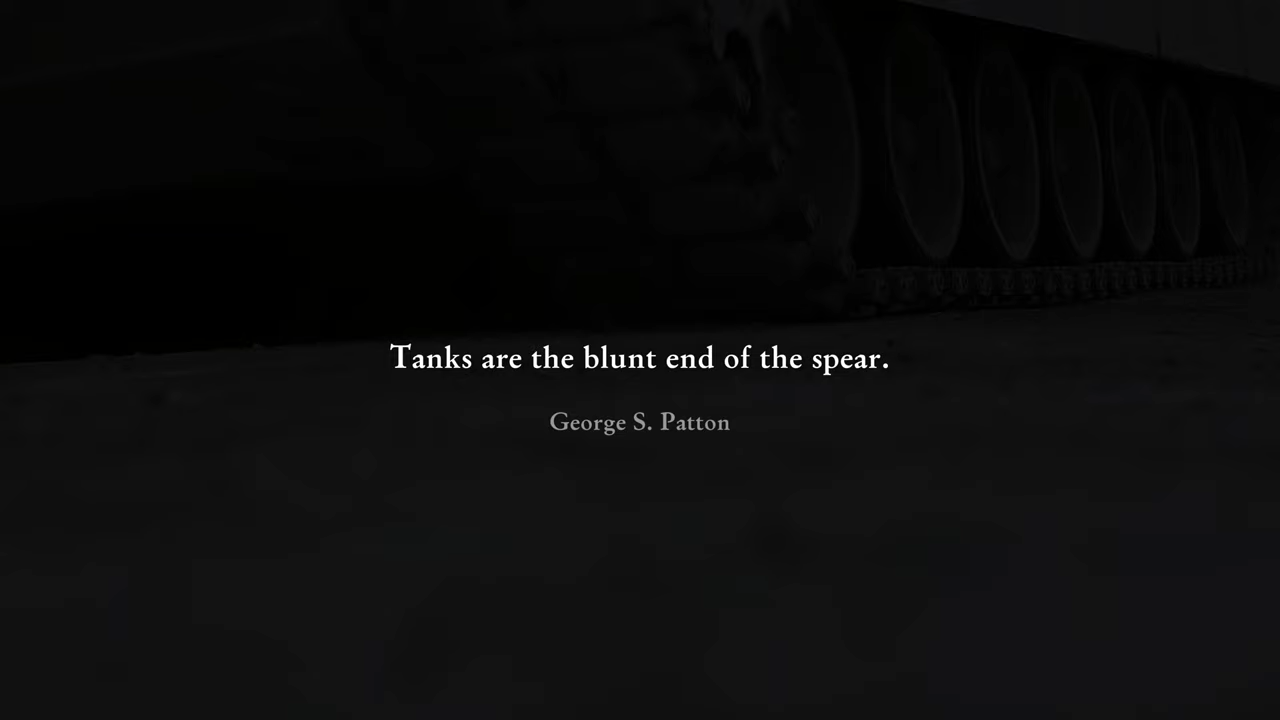 Tanks are the blunt end of the spear.
George S. Patton